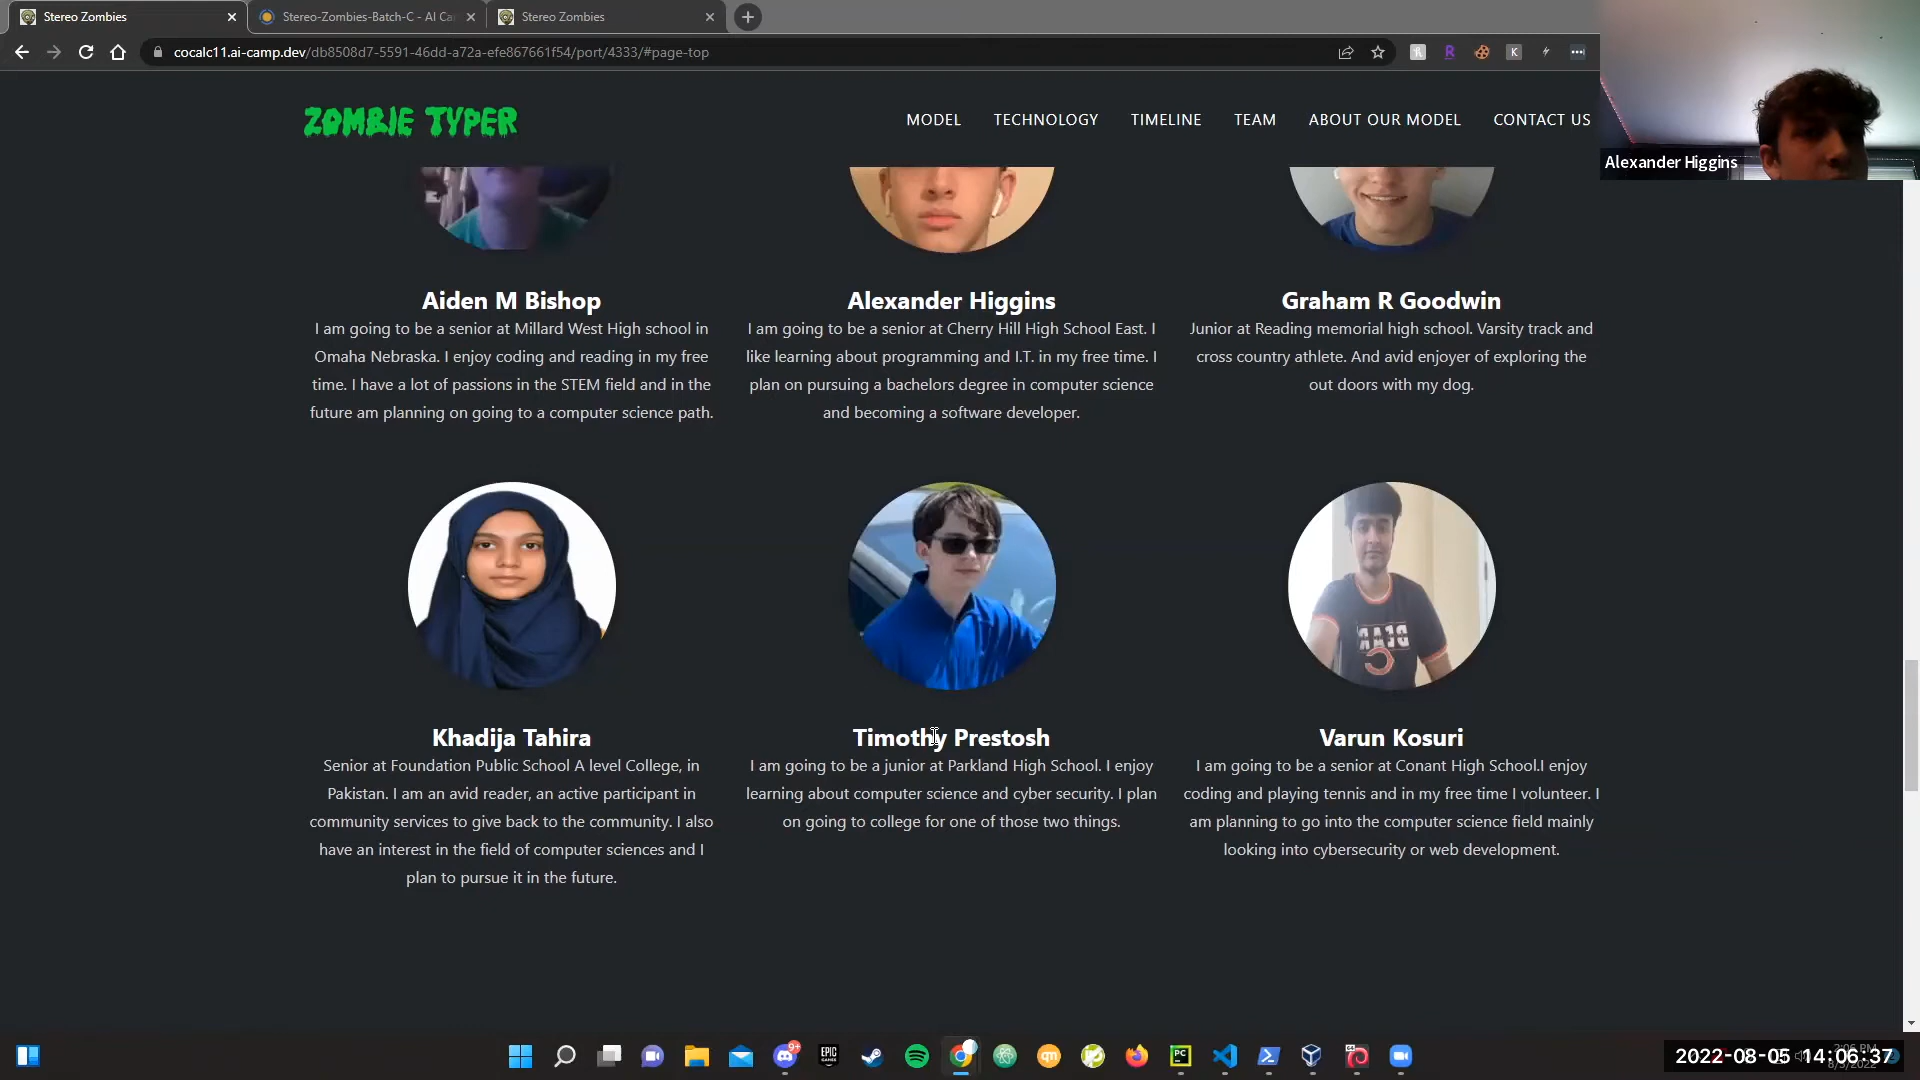 Stereo Zombies
Stereo-Zombies-Batch-C - AI Ca
Stereo Zombies
cocalc11.ai-camp.dev/db8508d7-5591-46dd-a72a-efe867661f54/port/4333/#page-top
ZOMBIE TYPER
MODEL TECHNOLOGY TIMELINE TEAM ABOUT OUR MODEL CONTACT US
Alexander Higgins
Aiden M Bishop
I am going to be a senior at Millard West High school in
Omaha Nebraska. I enjoy coding and reading in my free
time. I have a lot of passions in the STEM field and in the
future am planning on going to a computer science path.
Alexander Higgins
I am going to be a senior at Cherry Hill High School East. I
like learning about programming and I.T. in my free time. I
plan on pursuing a bachelors degree in computer science
and becoming a software developer.
Graham R Goodwin
Junior at Reading memorial high school. Varsity track and
cross country athlete. And avid enjoyer of exploring the
out doors with my dog.
Khadija Tahira
Senior at Foundation Public School A level College, in
Pakistan. I am an avid reader, an active participant in
community services to give back to the community. I also
have an interest in the field of computer sciences and I
plan to pursue it in the future.
Timothy Prestosh
I am going to be a junior at Parkland High School. I enjoy
learning about computer science and cyber security. I plan
on going to college for one of those two things.
BEAR
Varun Kosuri
I am going to be a senior at Conant High School.I enjoy
coding and playing tennis and in my free time I volunteer. I
am planning to go into the computer science field mainly
looking into cybersecurity or web development.
9+
EPIC
GAMES
qm
PC
2022-08-05 14:06:37